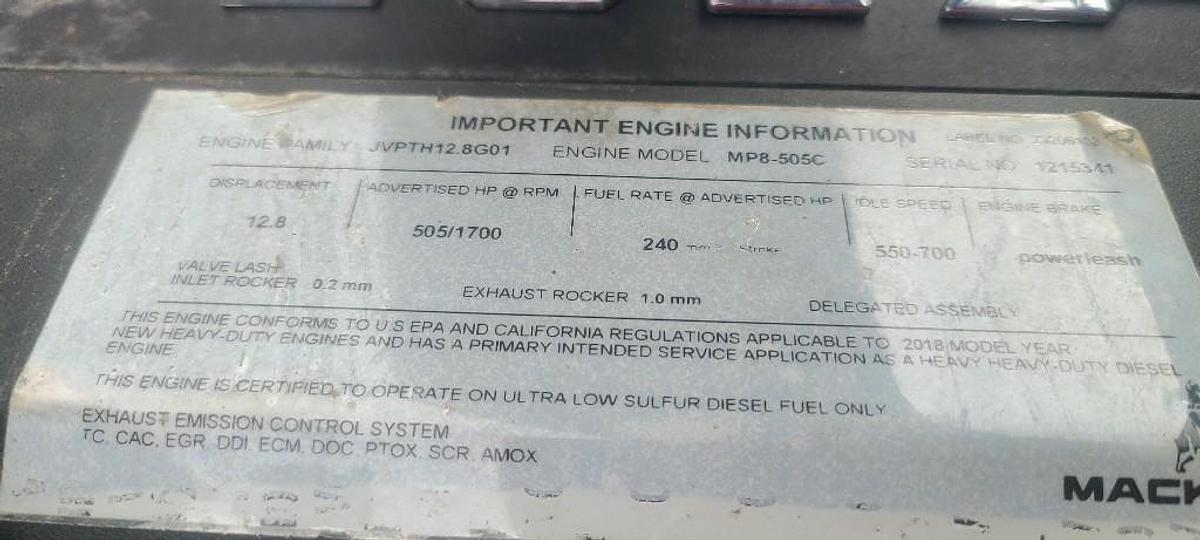 IMPORTANT ENGINE INFORMATION LABEL NO
ENGINE FAMILY JVPTH12.8G01 ENGINE MODEL MP8-505C SERIAL NO 1215341
DISPLACEMENT ADVERTISED HP @ RPM FUEL RATE @ ADVERTISED HP IDLE SPEED ENGINE BRAKE
12.8 505/1700 240 stroke 550-700 powerleash
VALVE LASH
INLET ROCKER 0.2 mm EXHAUST ROCKER 1.0 mm DELEGATED ASSEMBLY
THIS ENGINE CONFORMS TO U.S EPA AND CALIFORNIA REGULATIONS APPLICABLE TO 2018 MODEL YEAR
NEW HEAVY-DUTY ENGINES AND HAS A PRIMARY INTENDED SERVICE APPLICATION AS A HEAVY HEAVY-DUTY DIESEL
ENGINE
THIS ENGINE IS CERTIFIED TO OPERATE ON ULTRA LOW SULFUR DIESEL FUEL ONLY
EXHAUST EMISSION CONTROL SYSTEM
TC, CAC, EGR, DDI, ECM, DOC, PTOX, SCR, AMOX
MACK